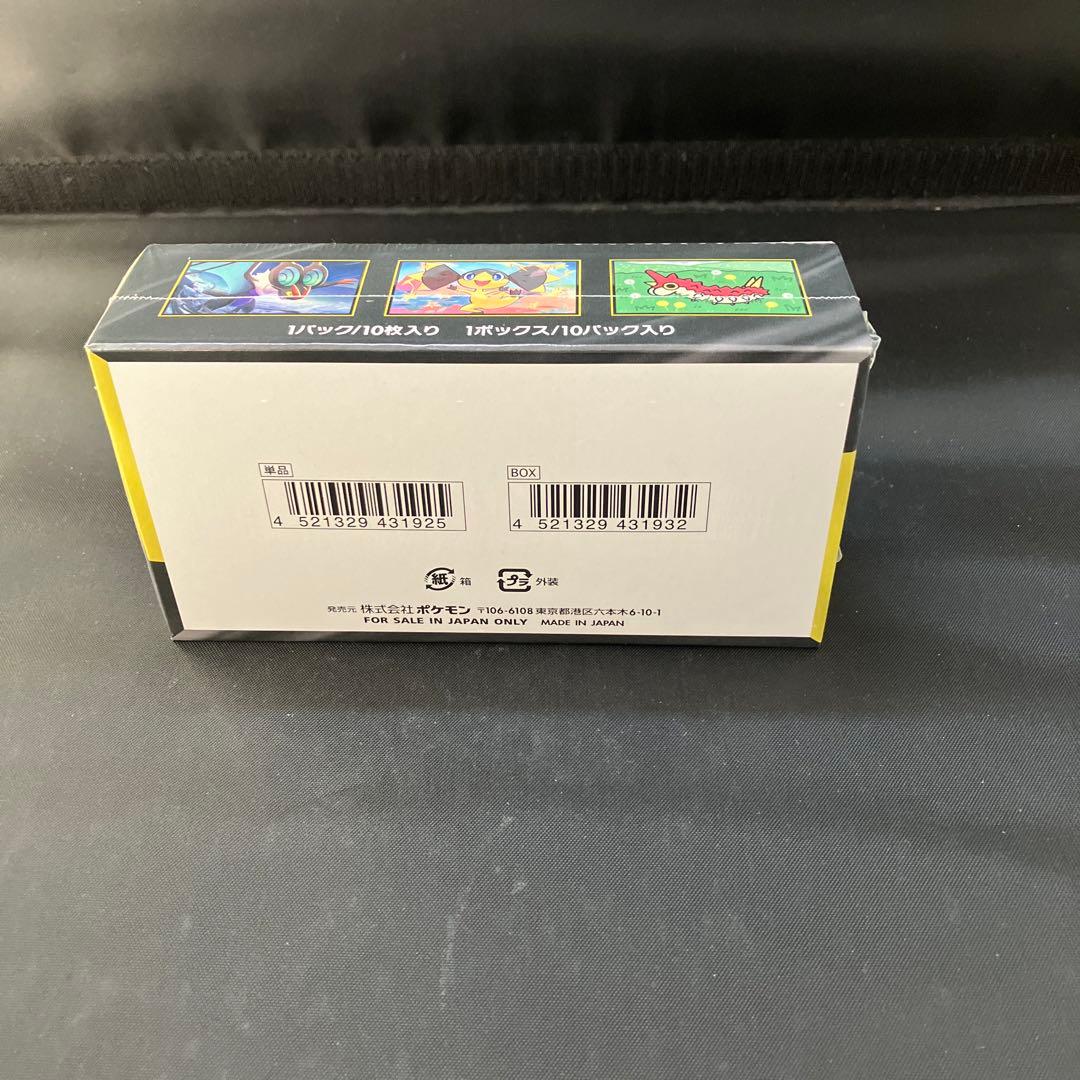 1パック/10枚入り 1ボックス/10パック入り
単品
BOX
4 521329 431925
4 521329 431932
紙 箱
プラ 外装
発売元 株式会社 ポケモン 〒106-6108 東京都港区六本木6-10-1
FOR SALE IN JAPAN ONLY MADE IN JAPAN